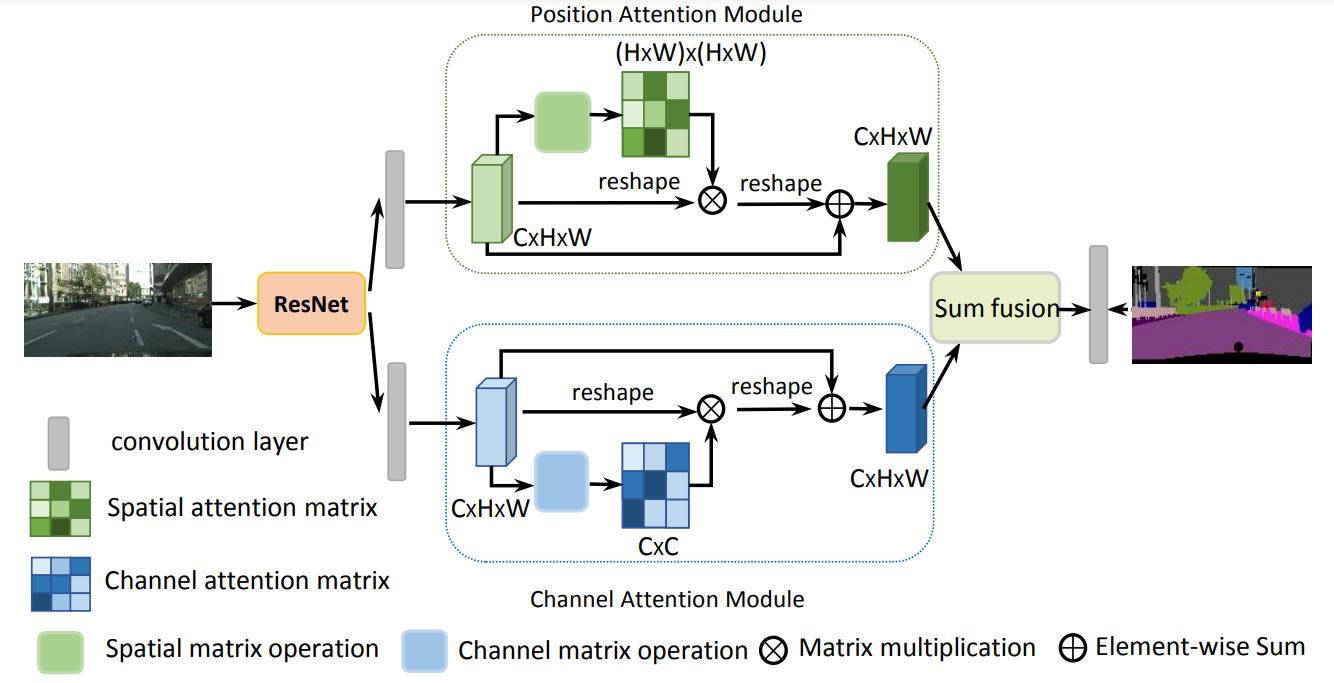 Position Attention Module
(HxW)x(HxW)
CxHxW
reshape
reshape
CxHxW
ResNet
Sum fusion
reshape
reshape
CxHxW
CxHxW
CxC
Channel Attention Module
convolution layer
Spatial attention matrix
Channel attention matrix
Spatial matrix operation
Channel matrix operation
Matrix multiplication
Element-wise Sum